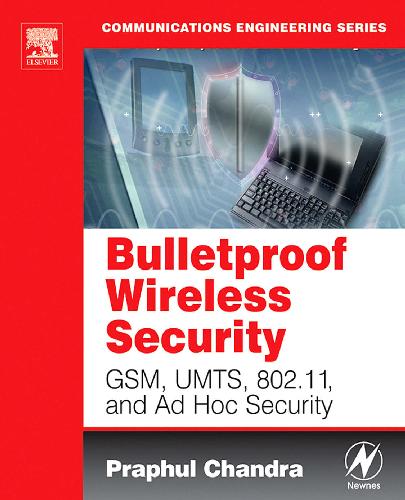 COMMUNICATIONS ENGINEERING SERIES
ELSEVIER
Bulletproof
Wireless
Security
GSM, UMTS, 802.11,
and Ad Hoc Security
Praphul Chandra
Newnes